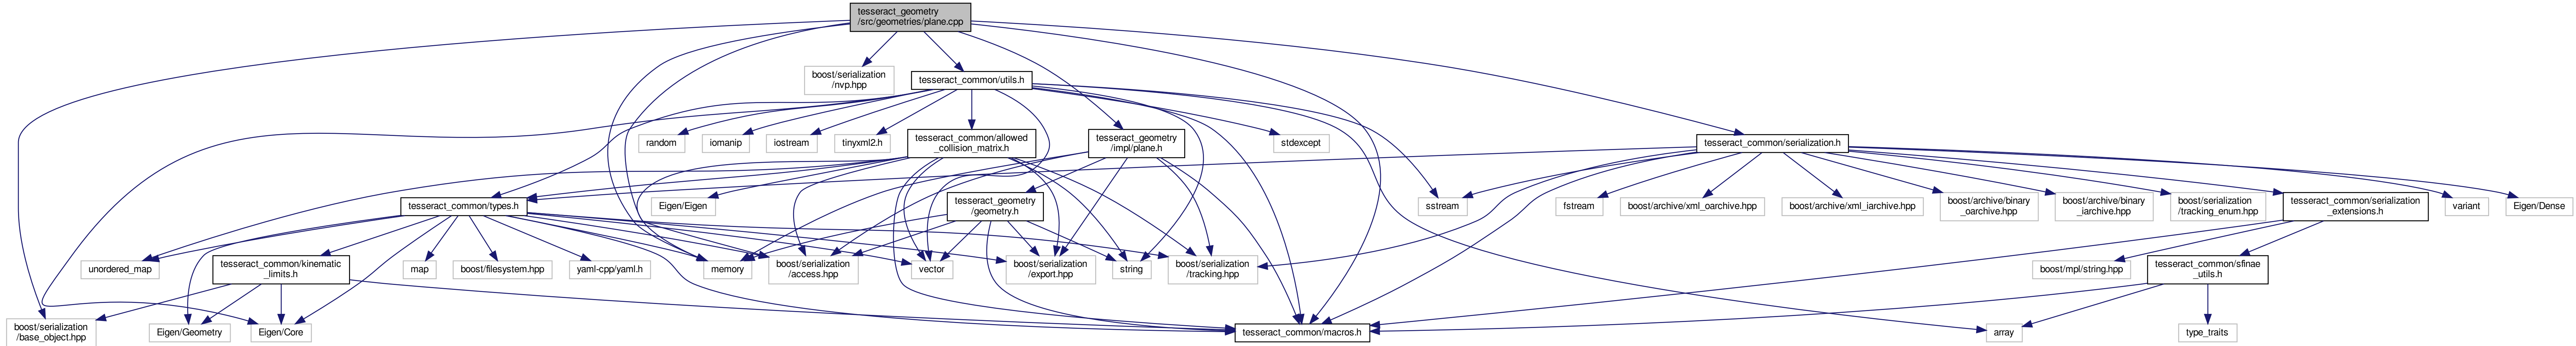 tesseract_geometry
/src/geometries/plane.cpp
boost/serialization
/nvp.hpp
tesseract_common/utils.h
random
iomanip
iostream
tinyxml2.h
tesseract_common/allowed
_collision_matrix.h
tesseract_geometry
/impl/plane.h
stdexcept
tesseract_common/serialization.h
tesseract_common/types.h
Eigen/Eigen
tesseract_geometry
/geometry.h
sstream
fstream
boost/archive/xml_oarchive.hpp
boost/archive/xml_iarchive.hpp
boost/archive/binary
_oarchive.hpp
boost/archive/binary
_iarchive.hpp
boost/serialization
/tracking_enum.hpp
tesseract_common/serialization
_extensions.h
variant
Eigen/Dense
unordered_map
tesseract_common/kinematic
_limits.h
map
boost/filesystem.hpp
yaml-cpp/yaml.h
memory
boost/serialization
/access.hpp
vector
boost/serialization
/export.hpp
string
boost/serialization
/tracking.hpp
boost/mpl/string.hpp
tesseract_common/sfinae
_utils.h
boost/serialization
/base_object.hpp
Eigen/Geometry
Eigen/Core
tesseract_common/macros.h
array
type_traits